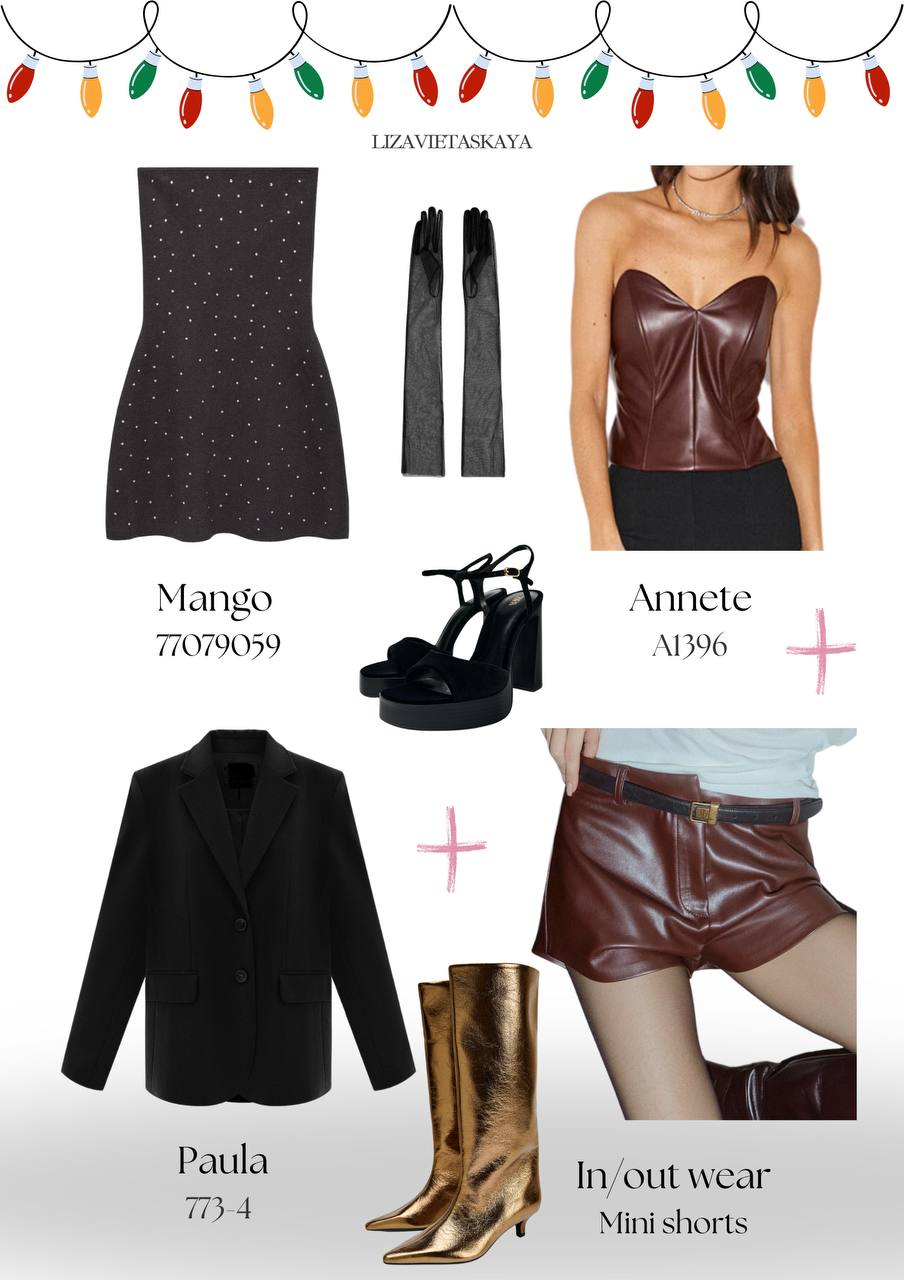 LIZAVIETASKAYA
Mango
77079059
Annete
A1396
Paula
773-4
In/out wear
Mini shorts